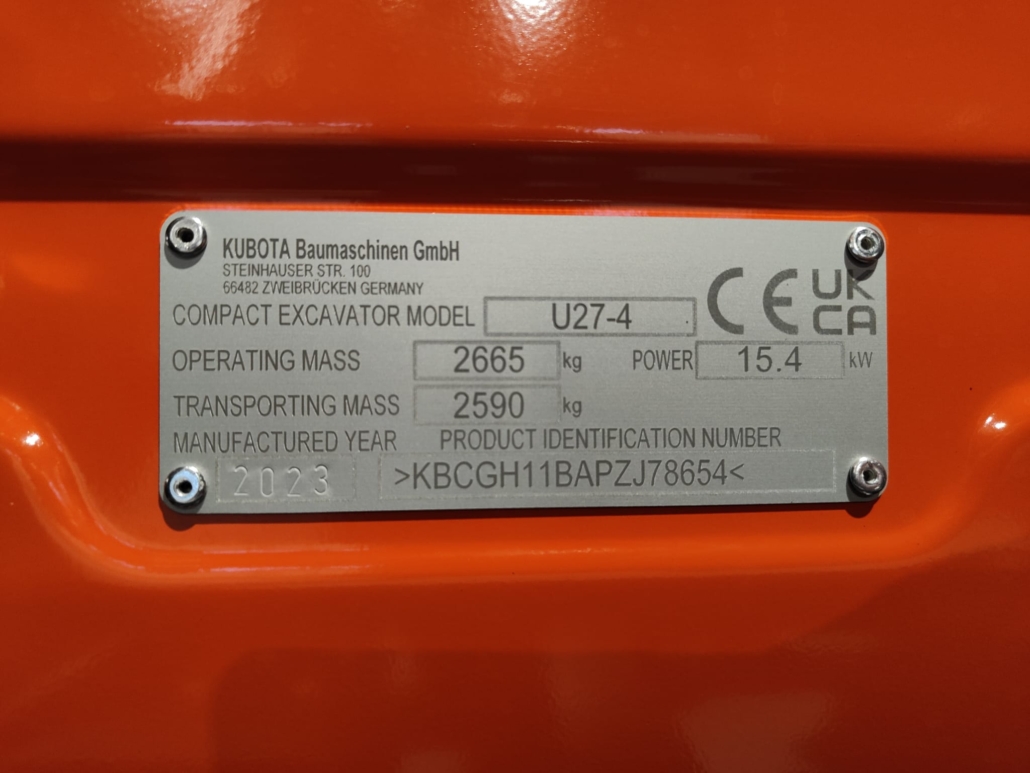 KUBOTA Baumaschinen GmbH
STEINHAUSER STR. 100
66482 ZWEIBRÜCKEN GERMANY
CE UK
CA
COMPACT EXCAVATOR MODEL U27-4
OPERATING MASS 2665 kg POWER 15.4 kW
TRANSPORTING MASS 2590 kg
MANUFACTURED YEAR PRODUCT IDENTIFICATION NUMBER
2023 >KBCGH11BAPZJ78654<